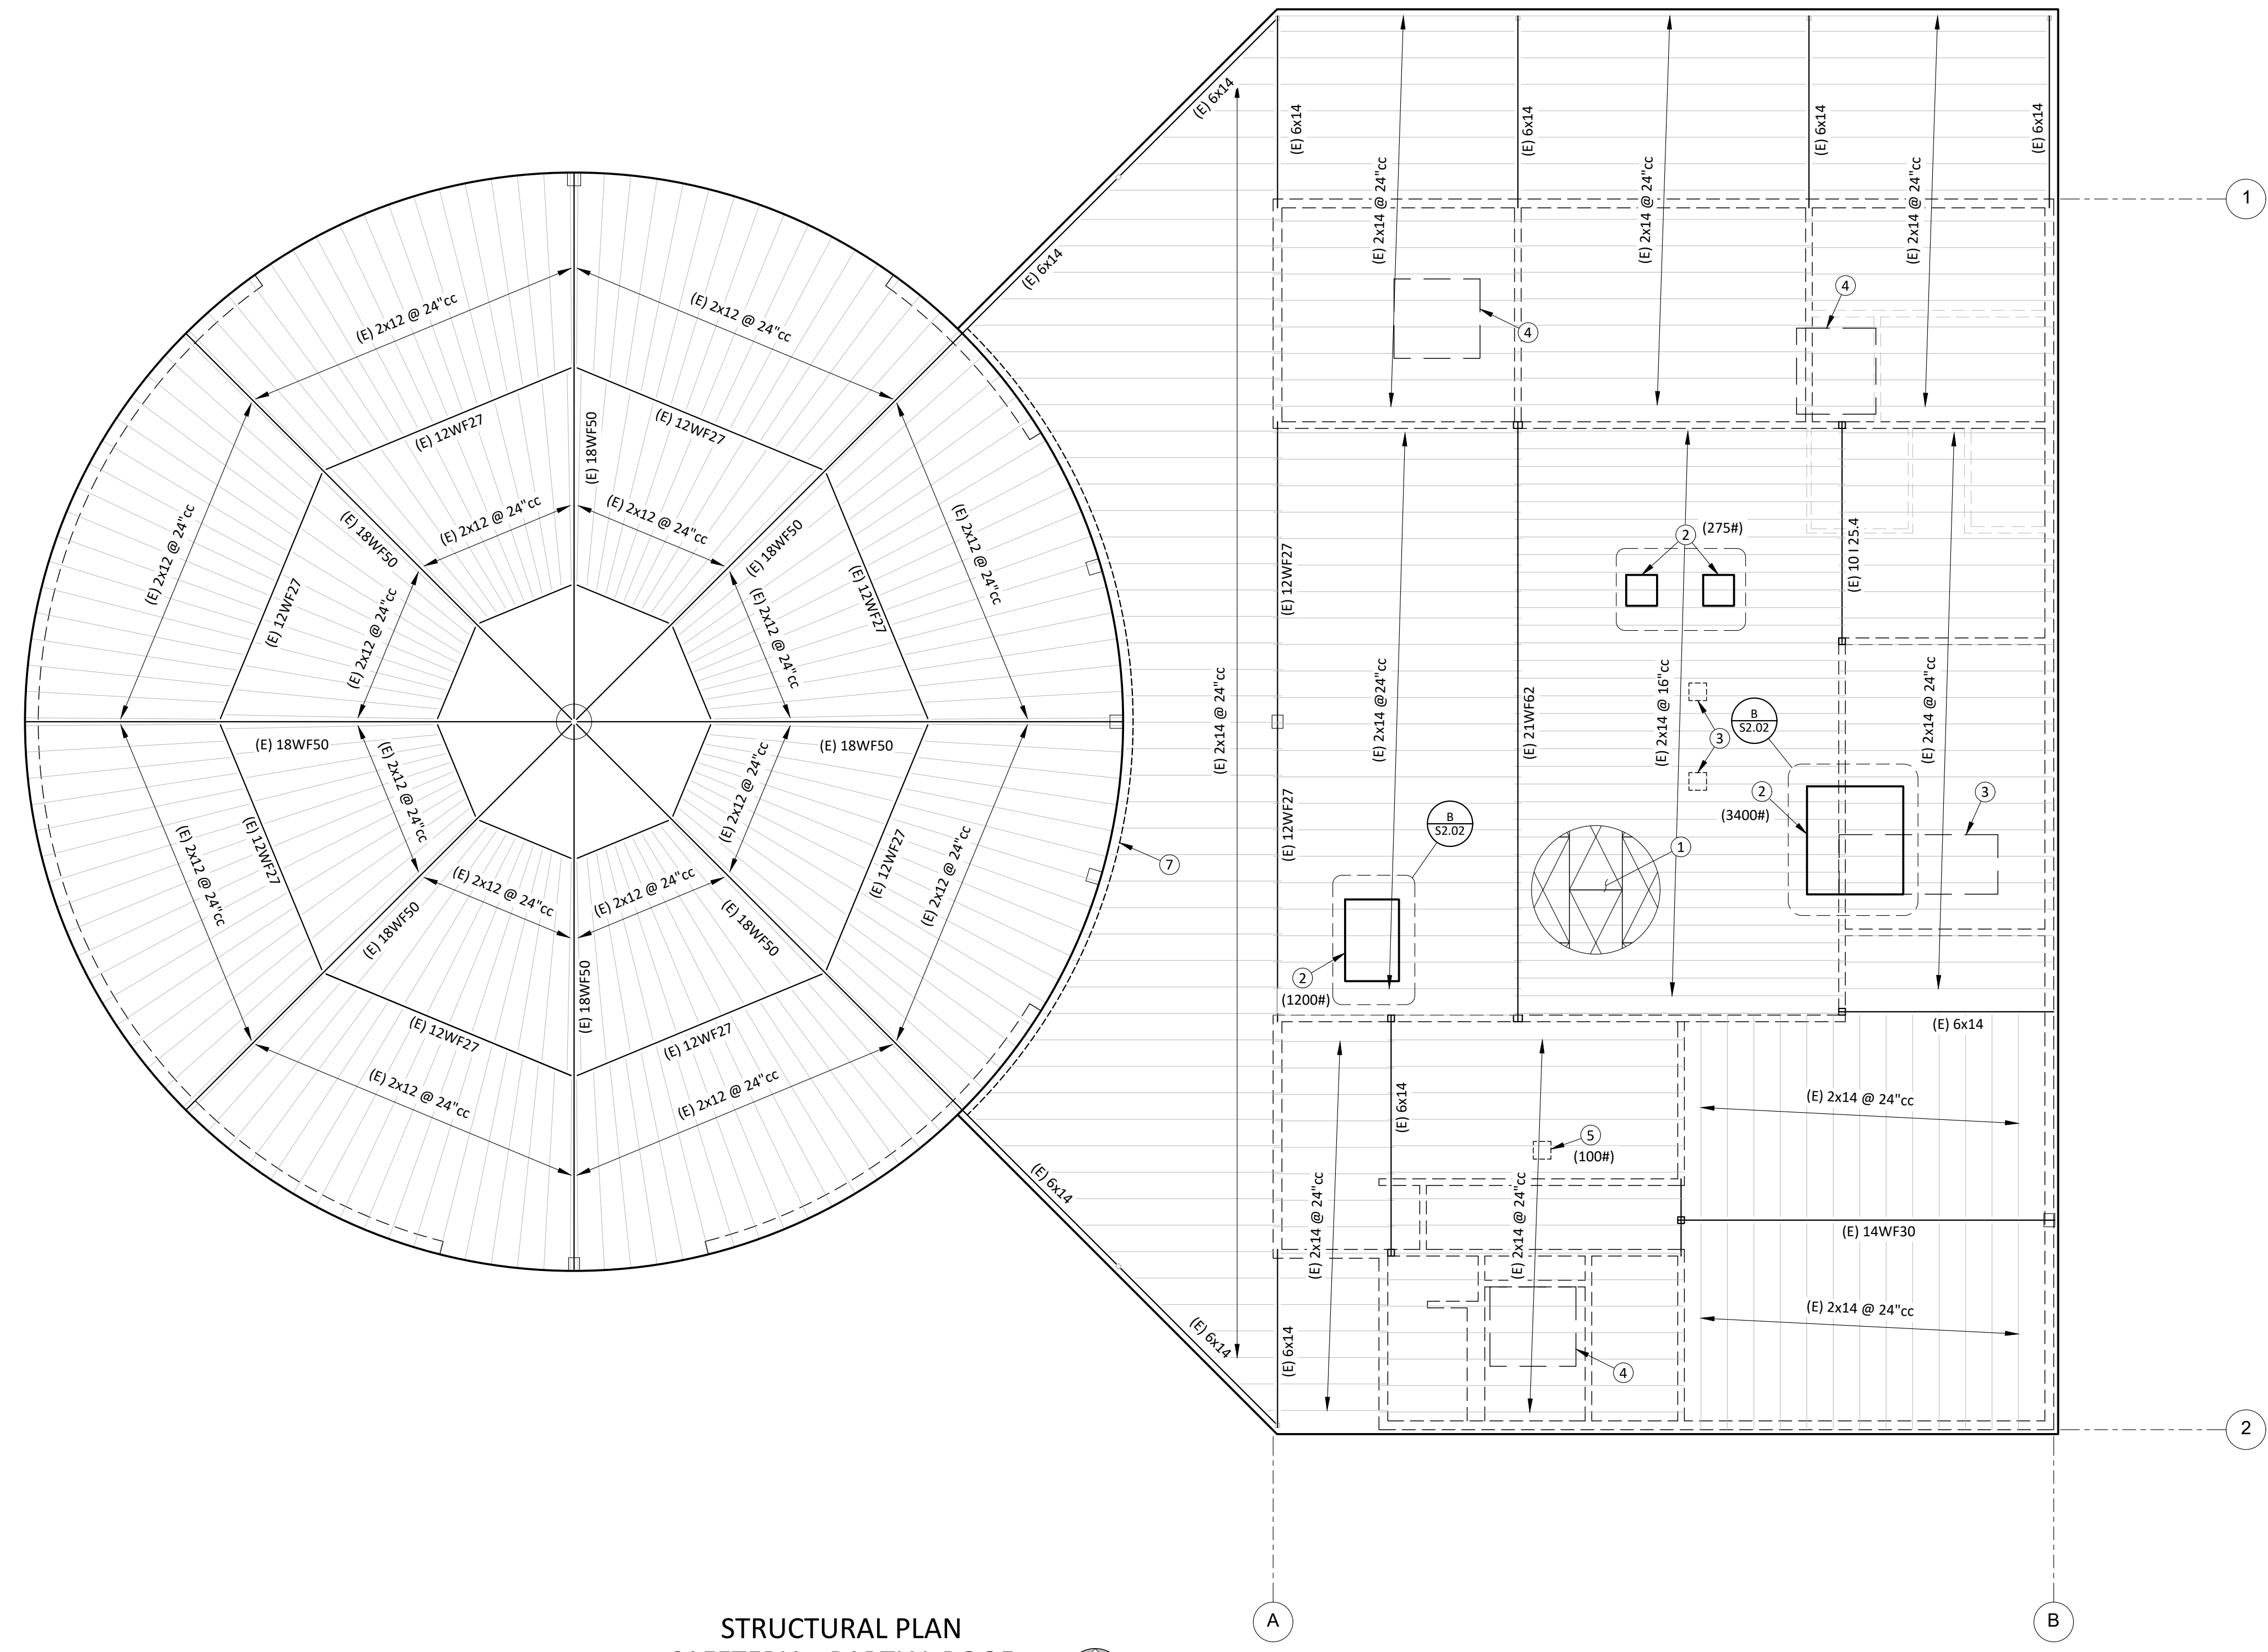 (E) 6x14
(E) 6x14
(E) 6x14
(E) 6x14
(E) 6x14
(E) 6x14
(E) 2x14 @ 24"cc
(E) 2x14 @ 24"cc
(E) 2x14 @ 24"cc
1
4
4
(E) 2x12 @ 24"cc
(E) 2x12 @ 24"cc
(E) 12WF27
(E) 18WF50
(E) 12WF27
(E) 2x12 @ 24"cc
(E) 2x12 @ 24"cc
(E) 2x12 @ 24"cc
(E) 18WF50
(E) 18WF50
(E) 2x12 @ 24"cc
(E) 12WF27
(E) 2x12 @ 24"cc
(E) 2x12 @ 24"cc
(E) 12WF27
(E) 2x12 @ 24"cc
(E) 18WF50
(E) 2x12 @ 24"cc
(E) 2x12 @ 24"cc
(E) 18WF50
(E) 2x12 @ 24"cc
(E) 12WF27
(E) 2x12 @ 24"cc
(E) 2x12 @ 24"cc
(E) 12WF27
(E) 2x12 @ 24"cc
(E) 18WF50
(E) 18WF50
(E) 18WF50
(E) 12WF27
(E) 12WF27
(E) 2x12 @ 24"cc
(E) 2x12 @ 24"cc
7
(E) 2x14 @ 24"cc
(E) 12WF27
(E) 12WF27
(E) 2x14 @24"cc
(E) 21WF62
(E) 2x14 @ 16"cc
2
(275#)
(E) 10 I 25.4
(E) 2x14 @ 24"cc
3
B
S2.02
2
(3400#)
3
B
S2.02
1
2
(1200#)
(E) 6x14
(E) 6x14
(E) 2x14 @ 24"cc
5
(100#)
(E) 2x14 @ 24"cc
(E) 2x14 @ 24"cc
(E) 14WF30
(E) 2x14 @ 24"cc
(E) 6x14
(E) 6x14
(E) 6x14
4
2
A
B
STRUCTURAL PLAN